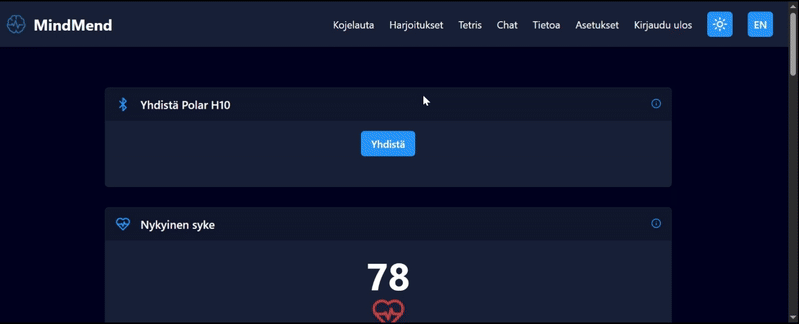 MindMend
Kojelauta Harjoitukset Tetris Chat Tietoa Asetukset Kirjaudu ulos EN
Yhdistä Polar H10
Yhdistä
Nykyinen syke
78